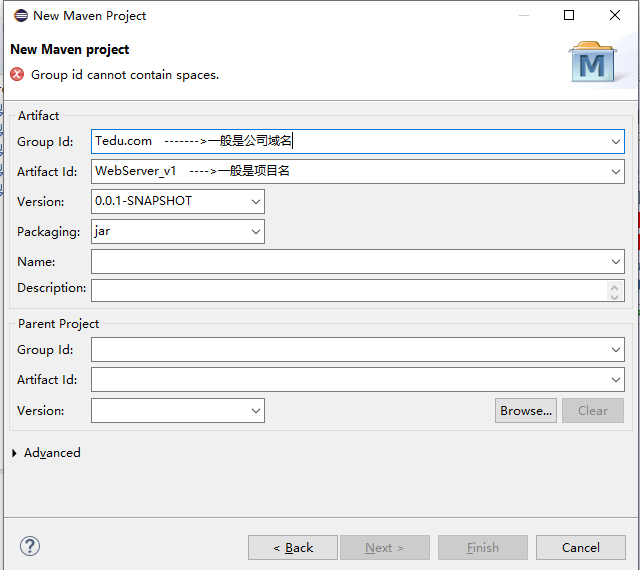 New Maven Project
New Maven project
Group id cannot contain spaces.
M
Artifact
Group Id: Tedu.com ------->一般是公司域名
Artifact Id: WebServer_v1 ---->一般是项目名
Version: 0.0.1-SNAPSHOT
Packaging: jar
Name:
Description:
Parent Project
Group Id:
Artifact Id:
Version: Browse... Clear
Advanced
? < Back Next > Finish Cancel